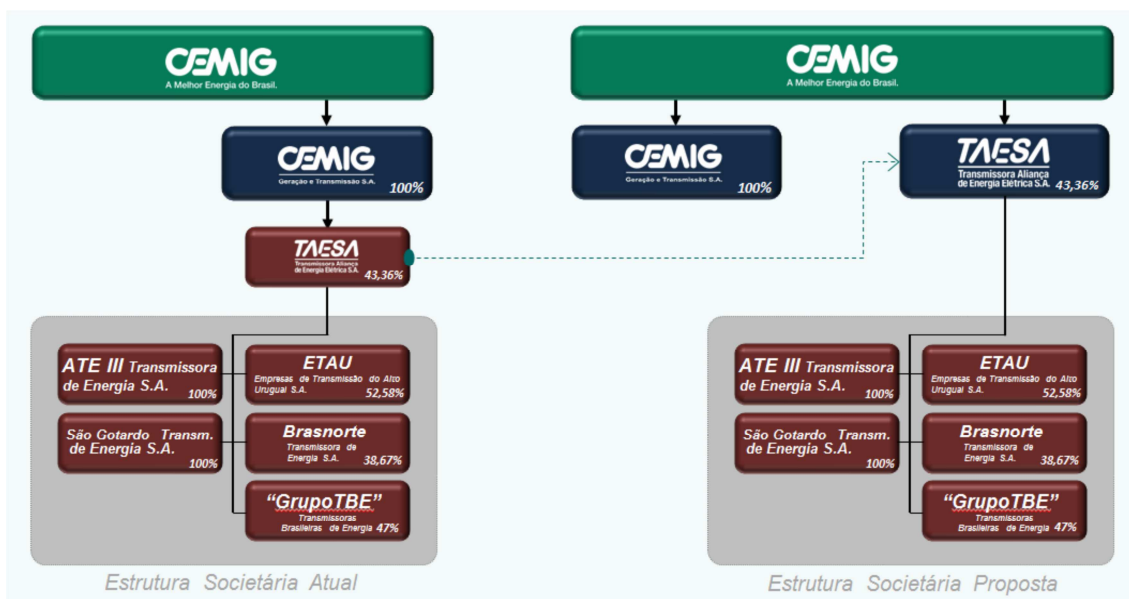 CEMIG
A Melhor Energia do Brasil.
CEMIG
Geração e Transmissão S.A.
100%
TAESA
Transmissora Aliança
de Energia Elétrica S.A.
43,36%
ATE III Transmissora
de Energia S.A.
100%
ETAU
Empresas de Transmissão do Alto
Uruguai S.A.
52,58%
São Gotardo Transm.
de Energia S.A.
100%
Brasnorte
Transmissora de
Energia S.A.
38,67%
“GrupoTBE”
Transmissoras
Brasileiras de Energia 47%
Estrutura Societária Atual
CEMIG
A Melhor Energia do Brasil.
CEMIG
Geração e Transmissão S.A.
100%
TAESA
Transmissora Aliança
de Energia Elétrica S.A. 43,36%
ATE III Transmissora
de Energia S.A.
100%
ETAU
Empresas de Transmissão do Alto
Uruguai S.A.
52,58%
São Gotardo Transm.
de Energia S.A.
100%
Brasnorte
Transmissora de
Energia S.A.
38,67%
“GrupoTBE”
Transmissoras
Brasileiras de Energia 47%
Estrutura Societária Proposta